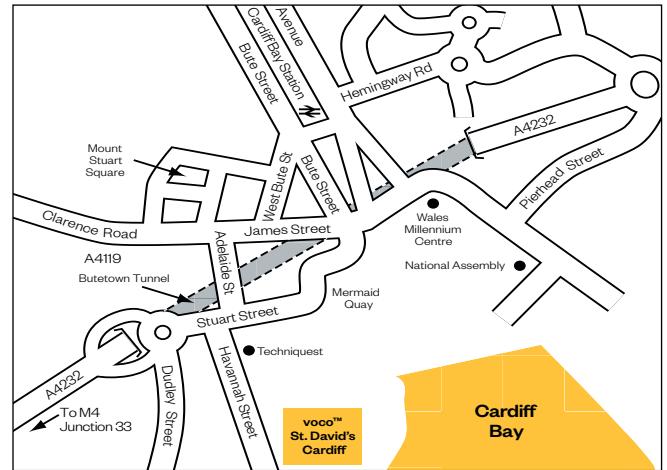 Avenue
Cardiff Bay Station
Bute Street
Hemingway Rd
A4232
Mount
Stuart
Square
West Bute St
Bute Street
Pierhead Street
Clarence Road
James Street
Wales
Millennium
Centre
A4119
Adelaide St
National Assembly
Butetown Tunnel
Mermaid
Quay
Stuart Street
Techniquest
A4232
Dudley Street
Havannah Street
To M4
Junction 33
voco™
St. David's
Cardiff
Cardiff
Bay